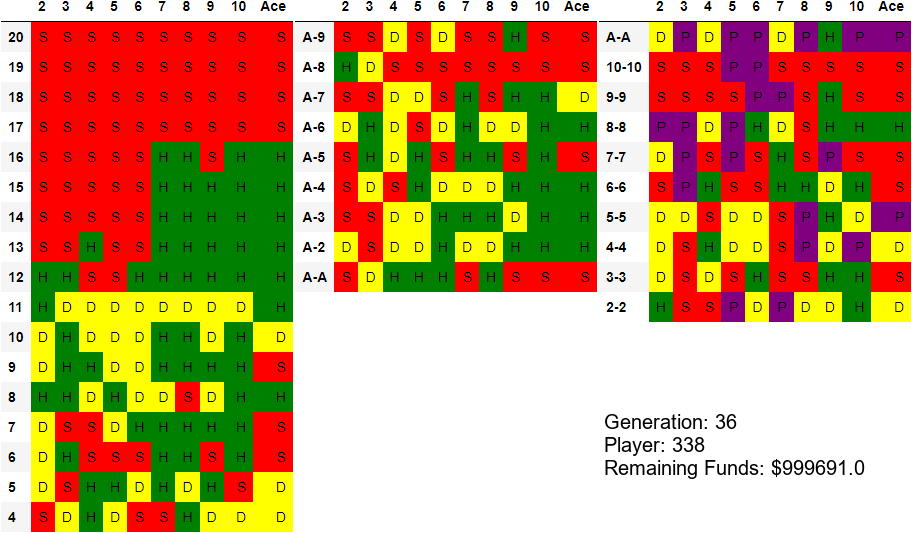 2 3 4 5 6 7 8 9 10 Ace
20 S S S S S S S S S S
19 S S S S S S S S S S
18 S S S S S S S S S S
17 S S S S S S S S S S
16 S S S S S H H S H H
15 S S S S S H H H H H
14 S S S S S H H H H H
13 S S H S S H H H H H
12 H H S S H H H H H H
11 H D D D D D D D D H
10 D H D D D H H D H D
9 D H H D D H H H H S
8 H H D H D D S D H H
7 D S S D H H H H H S
6 D H S S S H H S H S
5 D S H H D H D H S D
4 S D H D S S H D D D
2 3 4 5 6 7 8 9 10 Ace
A-9 S S D S D S S H S S
A-8 H D S S S S S S S S
A-7 S S D D S H S H H D
A-6 D H D S D H D D H H
A-5 S H D H S H H S H S
A-4 S D S H D D D H H H
A-3 S S D D H H H D H H
A-2 D S D D H D D H H H
A-A S D H H H S H S S S
2 3 4 5 6 7 8 9 10 Ace
A-A D P D P P D P H P P
10-10 S S S P P S S S S S
9-9 S S S S P P S H S S
8-8 P P D P H D S H H H
7-7 D P S P S H S P S S
6-6 S P H S S H H D H S
5-5 D D S D D S P H D P
4-4 D S H D D S P D P D
3-3 D S D S H S S H H S
2-2 H S S P D P D D H D
Generation: 36
Player: 338
Remaining Funds: $999691.0